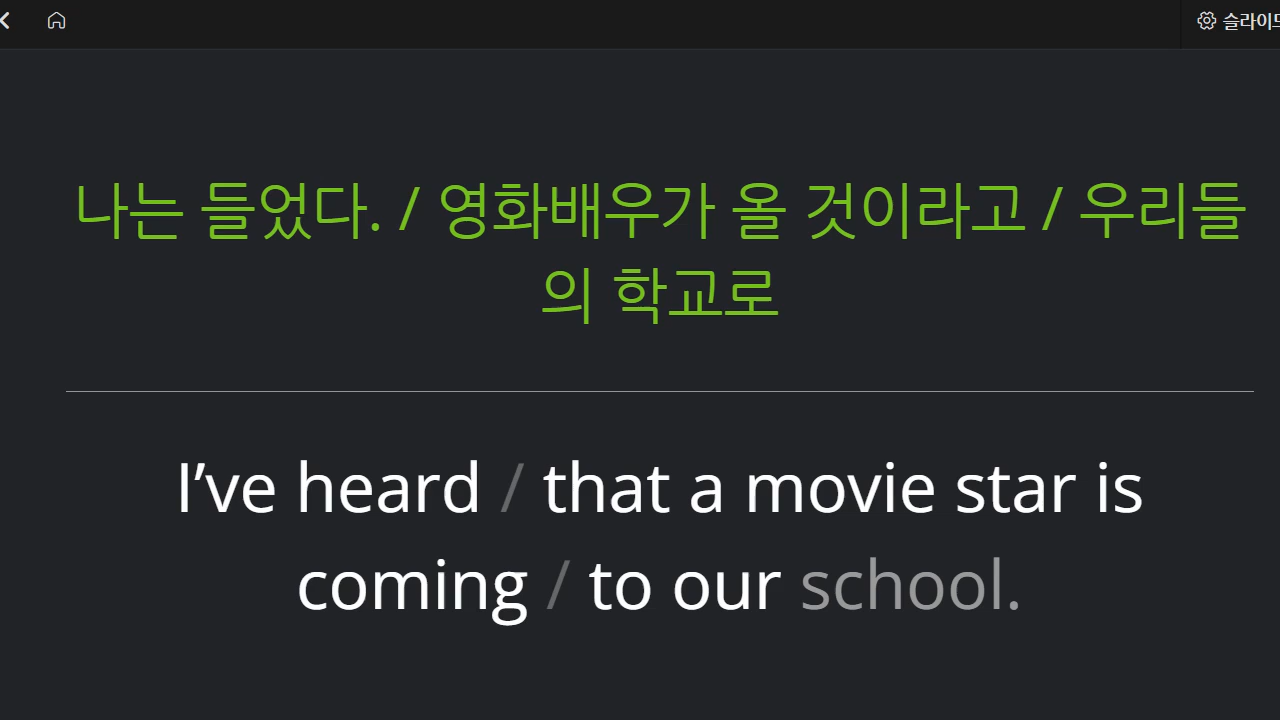 슬라이드
나는 들었다. / 영화배우가 올 것이라고 / 우리들
의 학교로
I’ve heard / that a movie star is
coming / to our school.